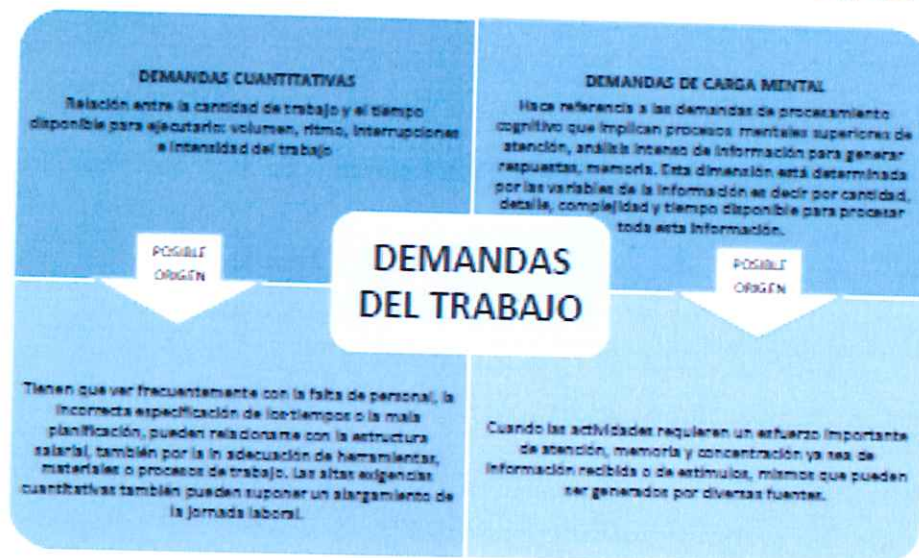 DEMANDAS CUANTITATIVAS
Relación entre la cantidad de trabajo y el tiempo
disponible para ejecutarlo: volumen, ritmo, interrupciones
e intensidad del trabajo
POSIBLE
ORIGEN
DEMANDAS DE CARGA MENTAL
Hace referencia a las demandas de procesamiento
cognitivo que implican procesos mentales superiores de
atención, análisis intenso de información para generar
respuestas, memoria. Esta dimensión está determinada
por las variables de la información es decir por cantidad,
detalle, complejidad y tiempo disponible para procesar
toda esta información.
POSIBLE
ORIGEN
DEMANDAS
DEL TRABAJO
Tienen que ver frecuentemente con la falta de personal, la
incorrecta especificación de los tiempos o la mala
planificación, pueden relacionarse con la estructura
salarial, también por la in adecuación de herramientas,
materiales o procesos de trabajo. Las altas exigencias
cuantitativas también pueden suponer un alargamiento de
la jornada laboral.
Cuando las actividades requieren un esfuerzo importante
de atención, memoria y concentración ya sea de
información recibida o de estímulos, mismos que pueden
ser generados por diversas fuentes.